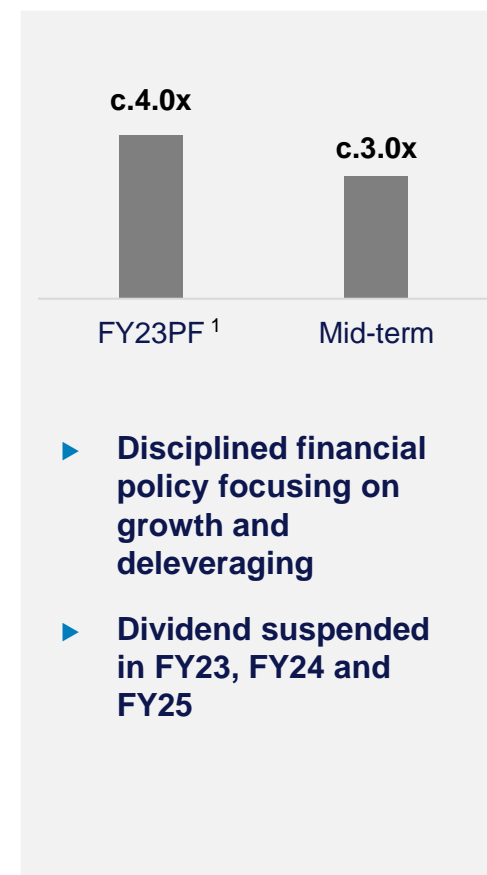 c.4.0x
c.3.0x
FY23PF 1
Mid-term
Disciplined financial
policy focusing on
growth and
deleveraging
Dividend suspended
in FY23, FY24 and
FY25